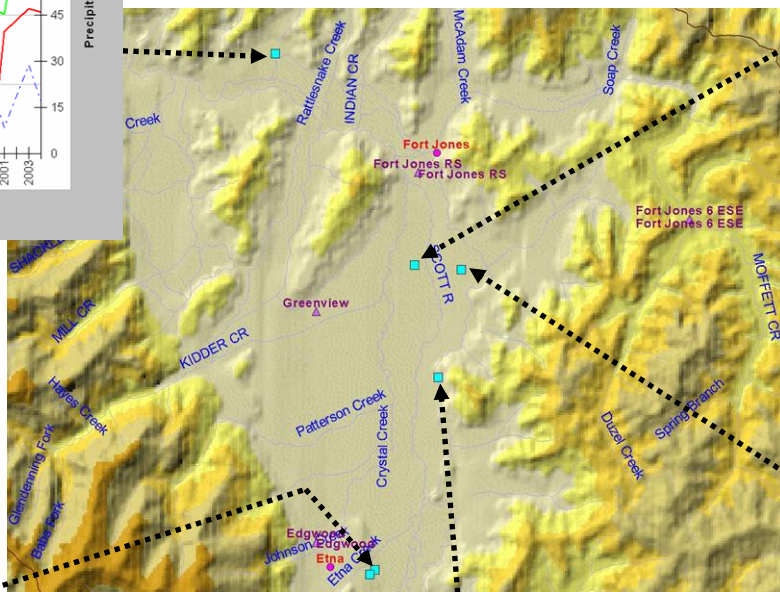 45
30
15
0
2001
2003
Precipit
Rattlesnake Creek
INDIAN CR
McAdam Creek
Soap Creek
Creek
Fort Jones
Fort Jones RS
Fort Jones RS
Fort Jones 6 ESE
Fort Jones 6 ESE
SCOTT R
MOFFETT CR
SHACKLE
MILL CR
Greenview
KIDDER CR
Hayes Creek
Patterson Creek
Crystal Creek
Duzel Creek
Spring Branch
Glendenning Fork
Babs Fork
Edgwood
Edgwood
Johnson Creek
Etna
Etna Creek